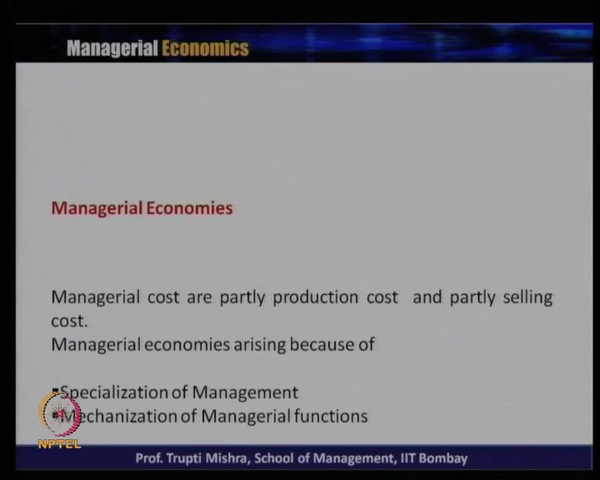 Managerial Economics
Managerial Economies
Managerial cost are partly production cost and partly selling
cost.
Managerial economies arising because of
▪Specialization of Management
▪Mechanization of Managerial functions
NPTEL
Prof. Trupti Mishra, School of Management, IIT Bombay